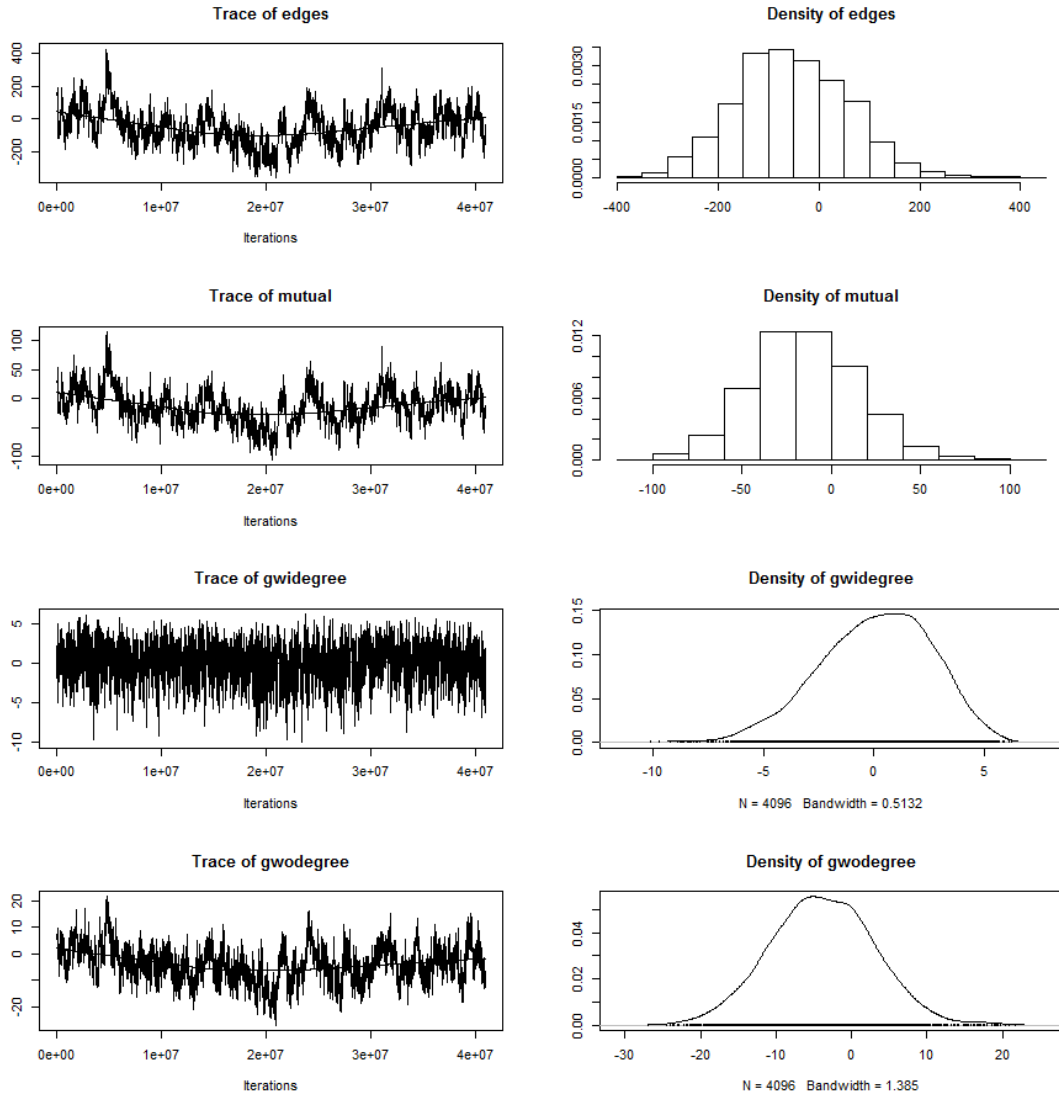 Trace of edges
400
200
0
-200
0e+00 1e+07 2e+07 3e+07 4e+07
Iterations
Density of edges
0.0030
0.0015
0.0000
-400 -200 0 200 400
Trace of mutual
100
50
0
-100
0e+00 1e+07 2e+07 3e+07 4e+07
Iterations
Density of mutual
0.012
0.006
0.000
-100 -50 0 50 100
Trace of gwidegree
5
0
-5
-10
0e+00 1e+07 2e+07 3e+07 4e+07
Iterations
Density of gwidegree
0.15
0.10
0.05
0.00
-10 -5 0 5
N = 4096 Bandwidth = 0.5132
Trace of gwodegree
20
10
0
-20
0e+00 1e+07 2e+07 3e+07 4e+07
Iterations
Density of gwodegree
0.04
0.02
0.00
-30 -20 -10 0 10 20
N = 4096 Bandwidth = 1.385